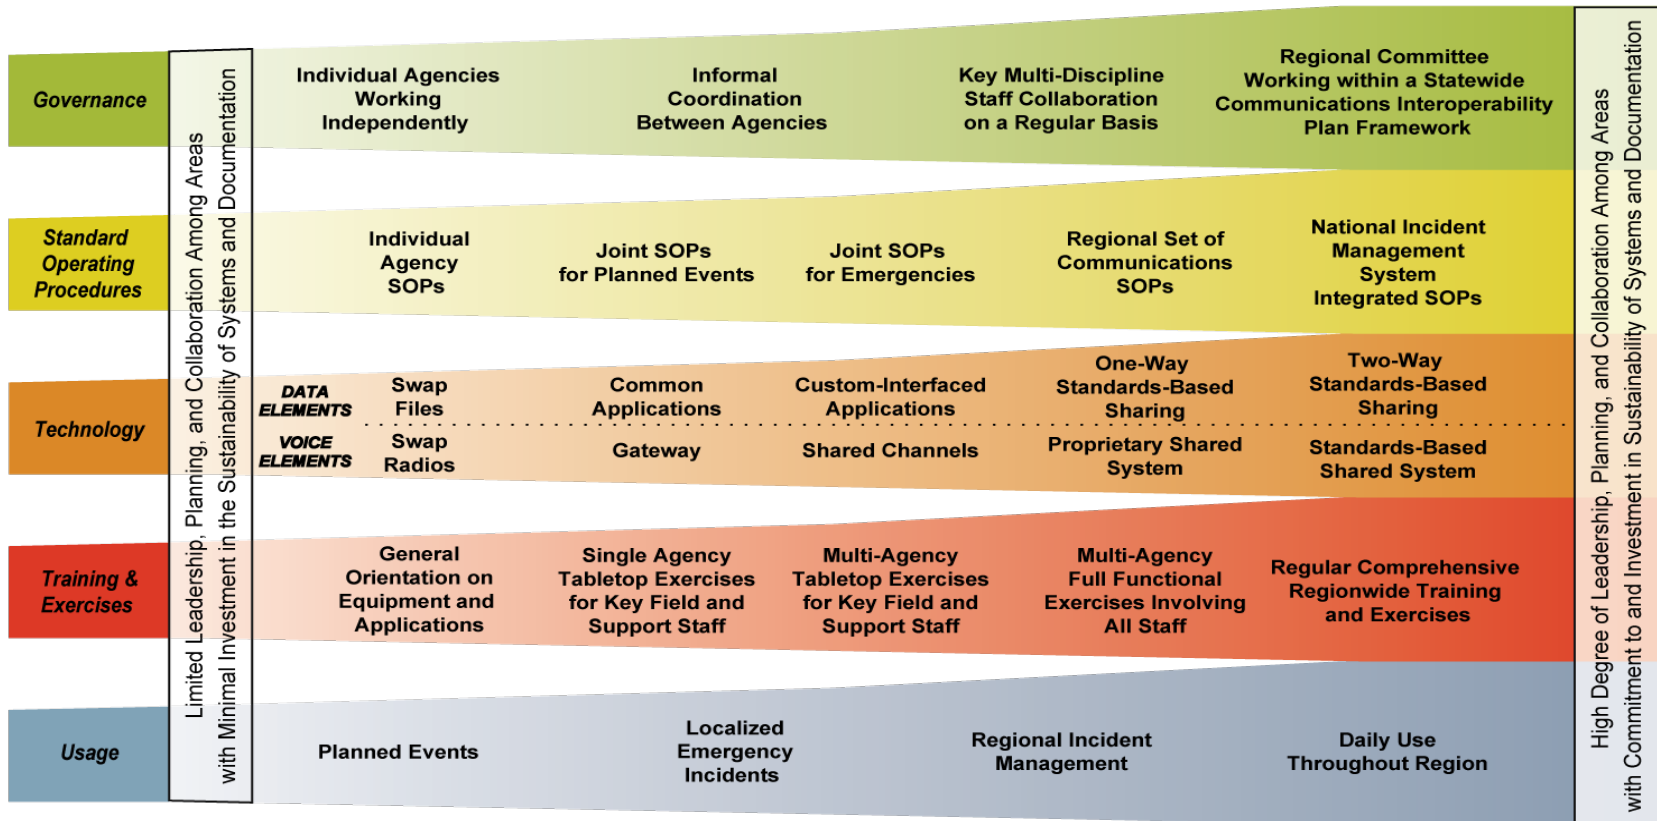 Governance
Individual Agencies
Working
Independently
Informal
Coordination
Between Agencies
Key Multi-Discipline
Staff Collaboration
on a Regular Basis
Regional Committee
Working within a Statewide
Communications Interoperability
Plan Framework
Standard
Operating
Procedures
Individual
Agency
SOPs
Joint SOPs
for Planned Events
Joint SOPs
for Emergencies
Regional Set of
Communications
SOPs
National Incident
Management
System
Integrated SOPs
Technology
DATA
ELEMENTS
Swap
Files
Common
Applications
Custom-Interfaced
Applications
One-Way
Standards-Based
Sharing
Two-Way
Standards-Based
Sharing
VOICE
ELEMENTS
Swap
Radios
Gateway
Shared Channels
Proprietary Shared
System
Standards-Based
Shared System
Training &
Exercises
General
Orientation on
Equipment and
Applications
Single Agency
Tabletop Exercises
for Key Field and
Support Staff
Multi-Agency
Tabletop Exercises
for Key Field and
Support Staff
Multi-Agency
Full Functional
Exercises Involving
All Staff
Regular Comprehensive
Regionwide Training
and Exercises
Usage
Planned Events
Localized
Emergency
Incidents
Regional Incident
Management
Daily Use
Throughout Region
Limited Leadership, Planning, and Collaboration Among Areas
with Minimal Investment in the Sustainability of Systems and Documentation
High Degree of Leadership, Planning, and Collaboration Among Areas
with Commitment to and Investment in Sustainability of Systems and Documentation